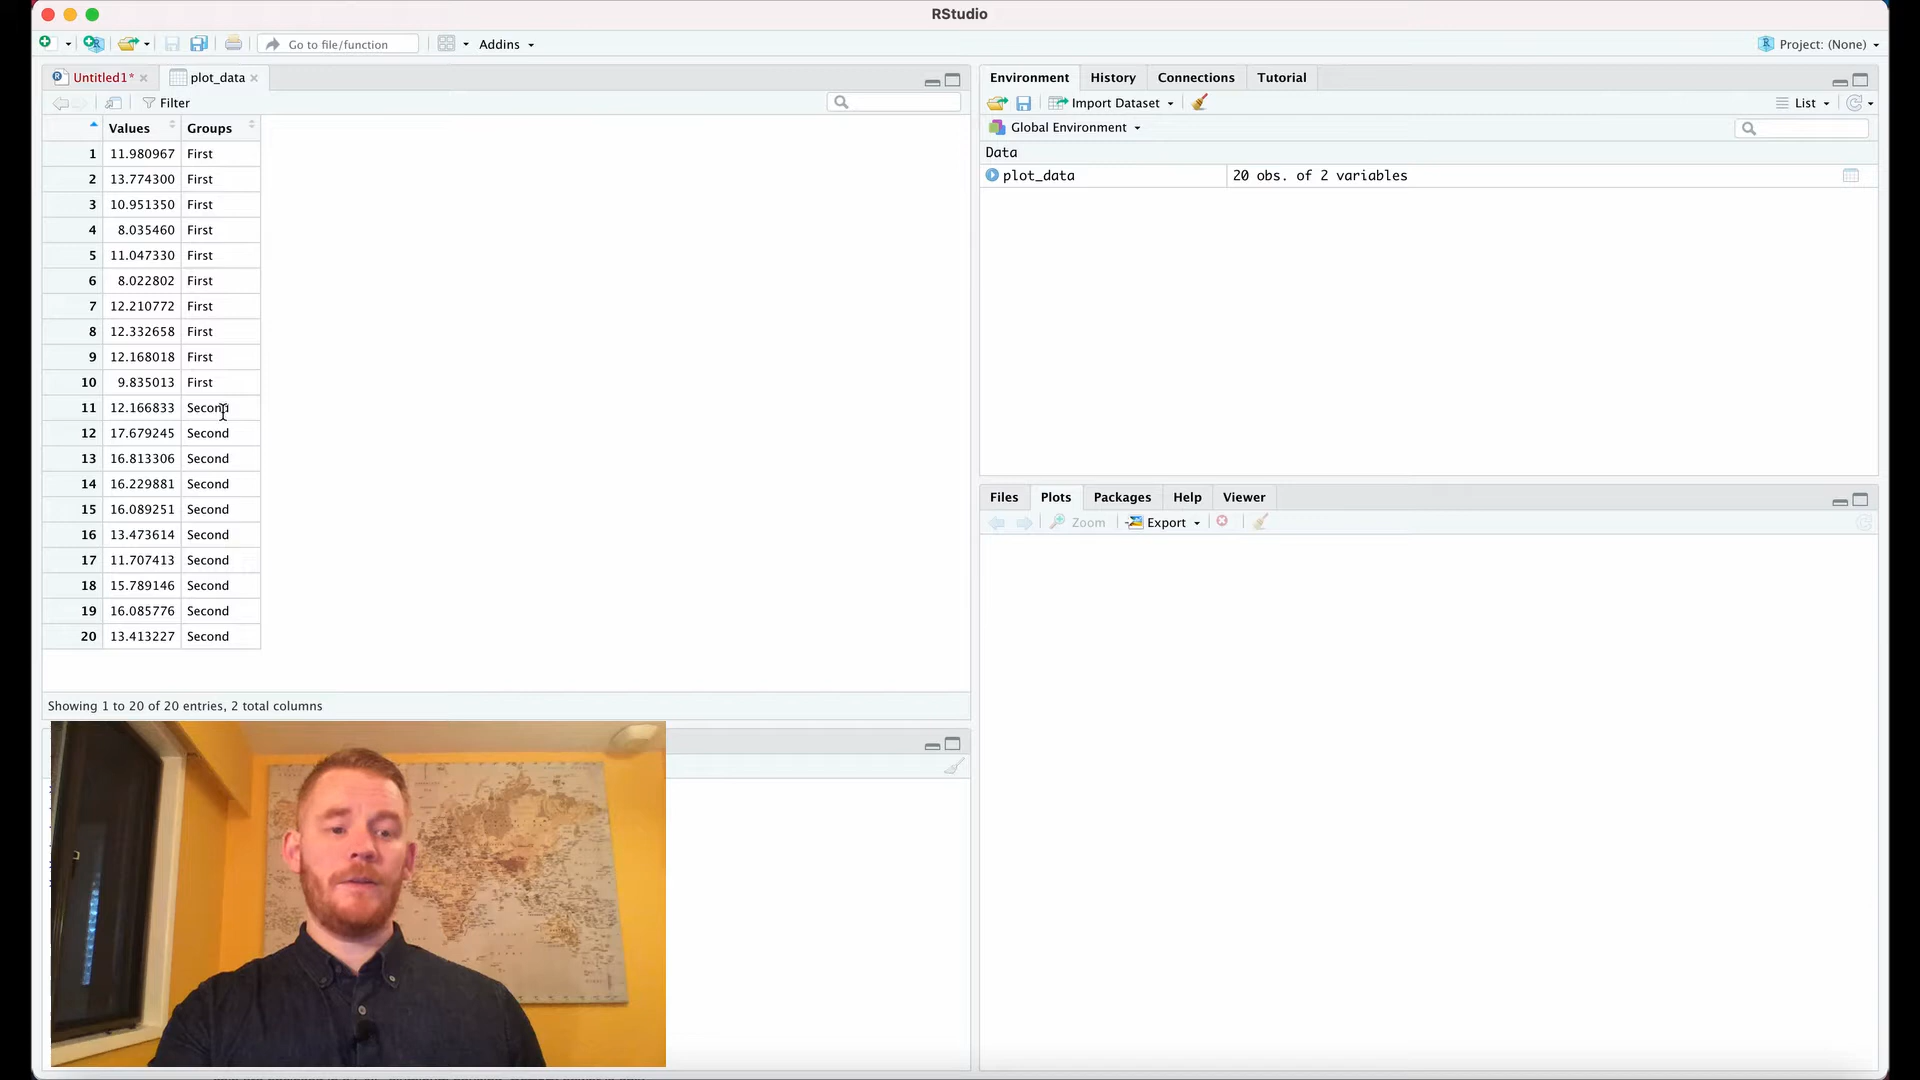 RStudio
Go to file/function
Addins
Project: (None)
Untitled1*
plot_data
Filter
Values Groups
1 11.980967 First
2 13.774300 First
3 10.951350 First
4 8.035460 First
5 11.047330 First
6 8.022802 First
7 12.210772 First
8 12.332658 First
9 12.168018 First
10 9.835013 First
11 12.166833 Second
12 17.679245 Second
13 16.813306 Second
14 16.229881 Second
15 16.089251 Second
16 13.473614 Second
17 11.707413 Second
18 15.789146 Second
19 16.085776 Second
20 13.413227 Second
Showing 1 to 20 of 20 entries, 2 total columns
Environment History Connections Tutorial
Import Dataset
List
Global Environment
Data
plot_data 20 obs. of 2 variables
Files Plots Packages Help Viewer
Zoom Export